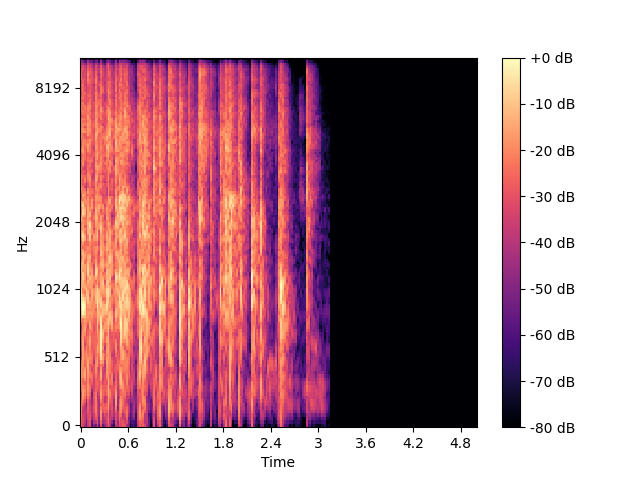 +0 dB
8192
-10 dB
4096
-20 dB
-30 dB
2048
Hz
-40 dB
1024
-50 dB
512
-60 dB
-70 dB
0
-80 dB
0 0.6 1.2 1.8 2.4 3 3.6 4.2 4.8
Time